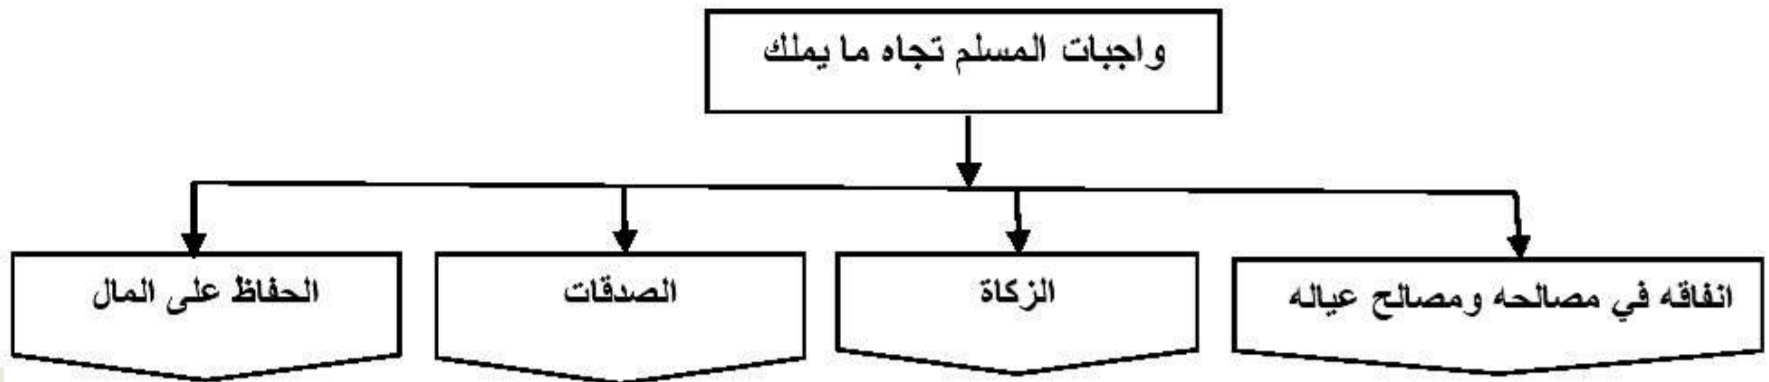 واجبات المسلم تجاه ما يملك
انفاقه في مصالحه ومصالح عياله
الزكاة
الصدقات
الحفاظ على المال